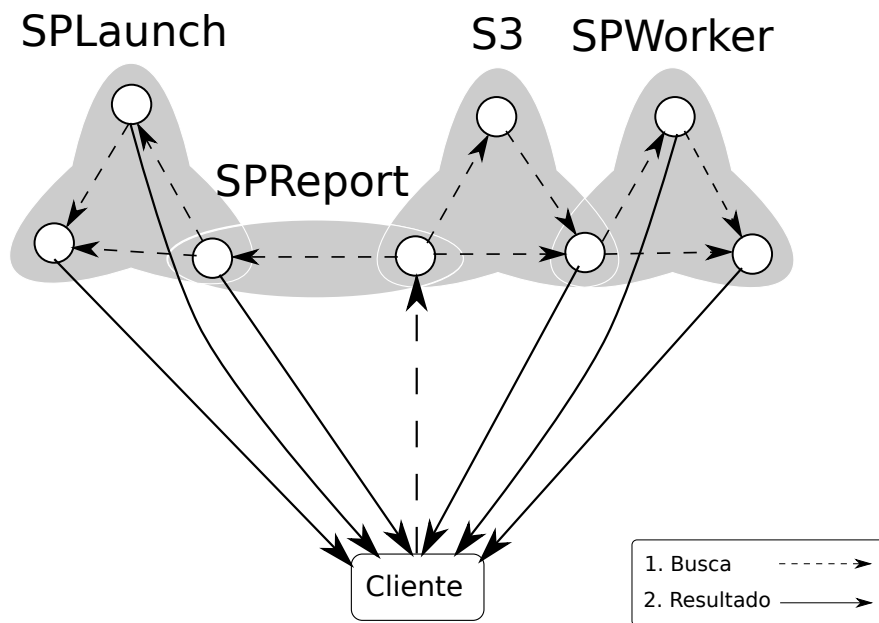 SPLaunch
S3
SPWorker
SPReport
Cliente
1. Busca
2. Resultado